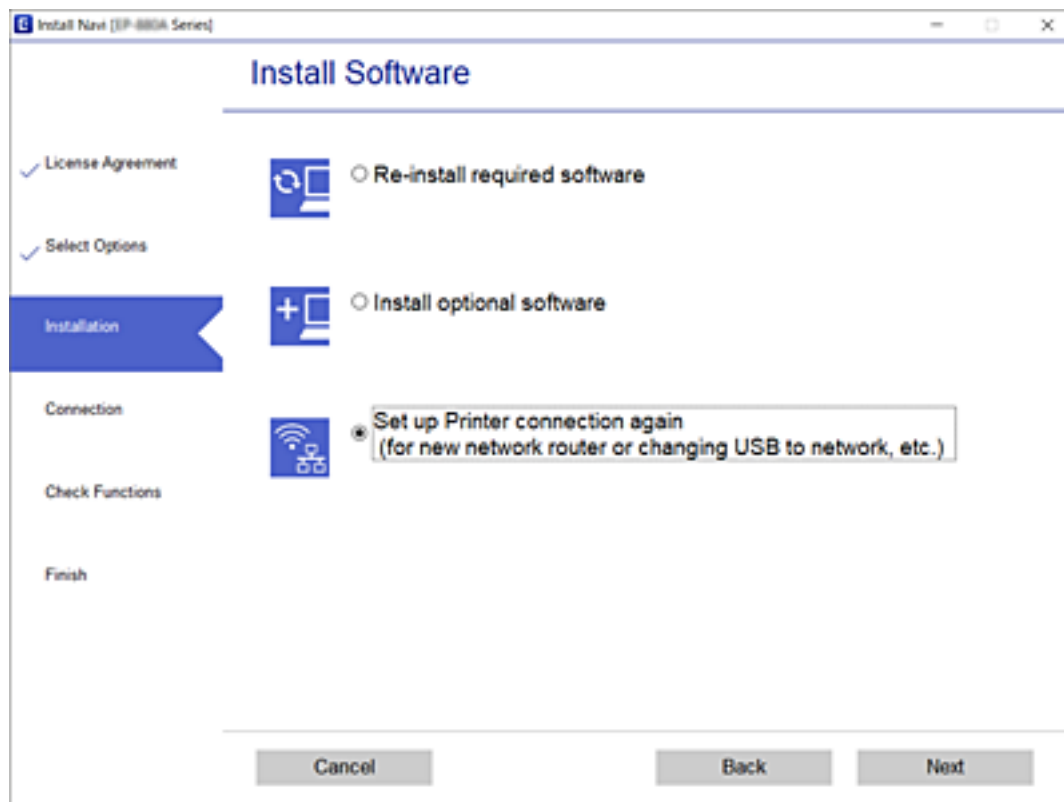 Install Navi [EP-880A Series]
Install Software
License Agreement
Select Options
Installation
Connection
Check Functions
Finish
Re-install required software
Install optional software
Set up Printer connection again
(for new network router or changing USB to network, etc.)
Cancel
Back
Next